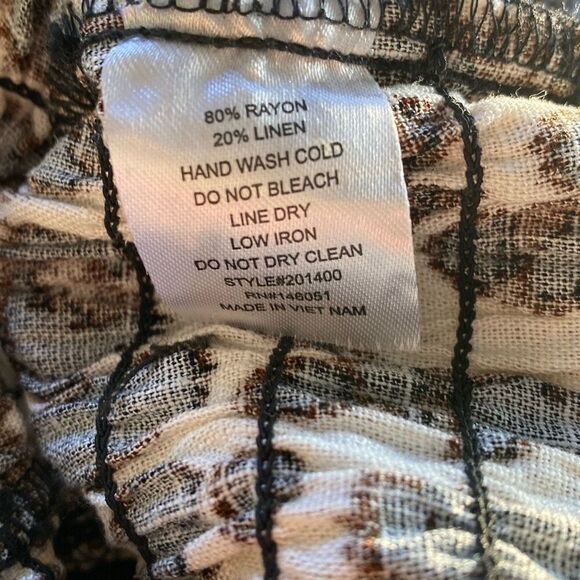 80% RAYON
20% LINEN
HAND WASH COLD
DO NOT BLEACH
LINE DRY
LOW IRON
DO NOT DRY CLEAN
STYLE#201400
RN#146051
MADE IN VIET NAM